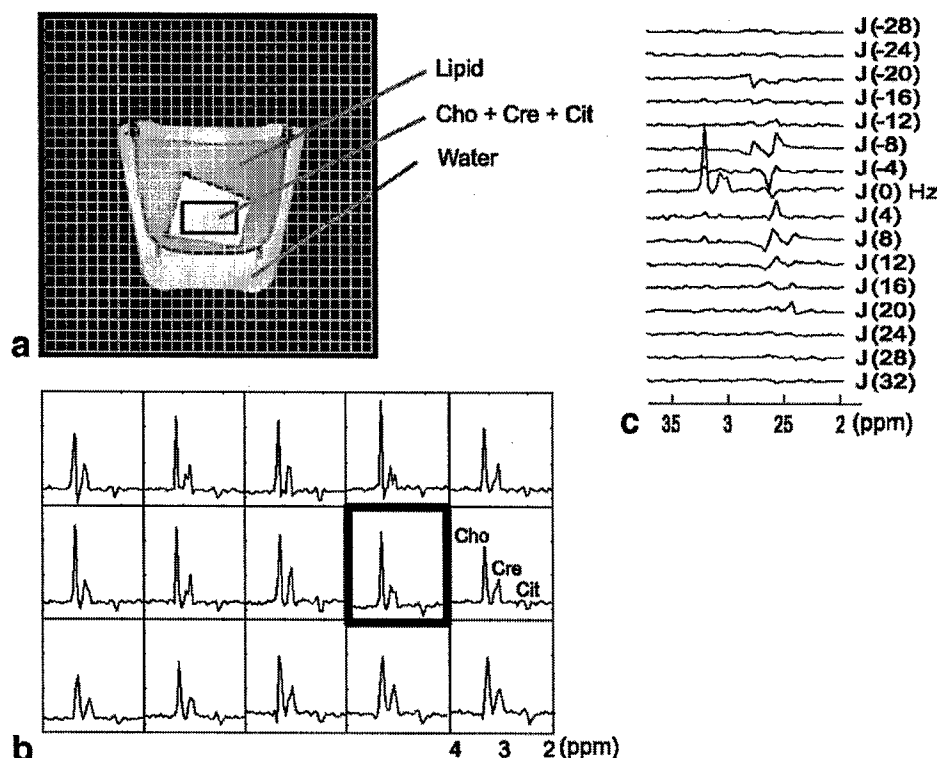 Lipid
Cho + Cre + Cit
Water
a
J(-28)
J(-24)
J(-20)
J(-16)
J(-12)
J(-8)
J(-4)
J(0) Hz
J(4)
J(8)
J(12)
J(16)
J(20)
J(24)
J(28)
J(32)
c 35 3 25 2 (ppm)
Cho
Cre
Cit
b 4 3 2 (ppm)